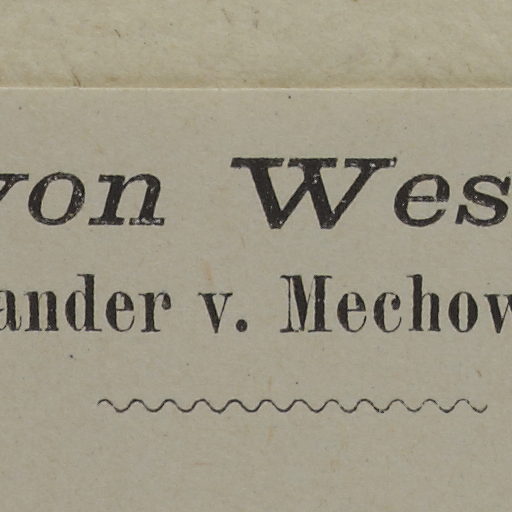 von Wes
ander v. Mechow